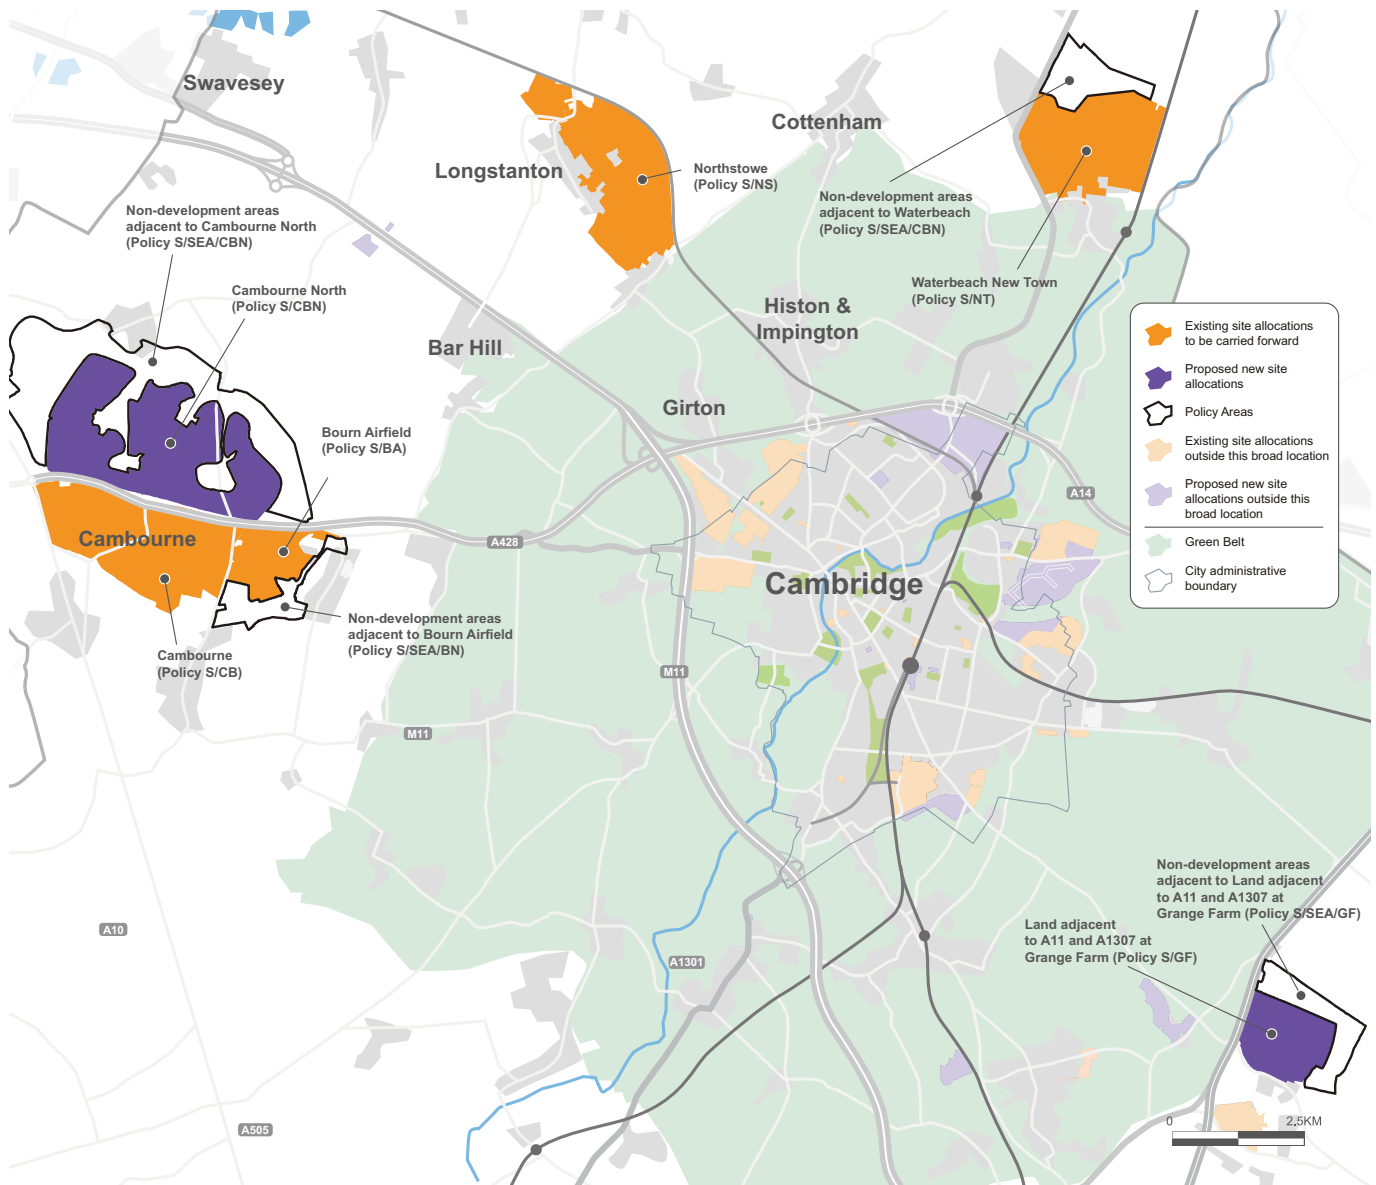 Swavesey
Cottenham
Longstanton
Northstowe
(Policy S/NS)
Non-development areas
adjacent to Waterbeach
(Policy S/SEA/CBN)
Non-development areas
adjacent to Cambourne North
(Policy S/SEA/CBN)
Waterbeach New Town
(Policy S/NT)
Cambourne North
(Policy S/CBN)
Histon &
Impington
Bar Hill
Girton
Bourn Airfield
(Policy S/BA)
Existing site allocations
to be carried forward
Proposed new site
allocations
Policy Areas
Existing site allocations
outside this broad location
Proposed new site
allocations outside this
broad location
Green Belt
City administrative
boundary
A14
Cambourne
A428
Cambridge
Non-development areas
adjacent to Bourn Airfield
(Policy S/SEA/BN)
Cambourne
(Policy S/CB)
M11
M11
Non-development areas
adjacent to Land adjacent
to A11 and A1307 at
Grange Farm (Policy S/SEA/GF)
Land adjacent
to A11 and A1307 at
Grange Farm (Policy S/GF)
A10
A1301
A505
0 2.5KM